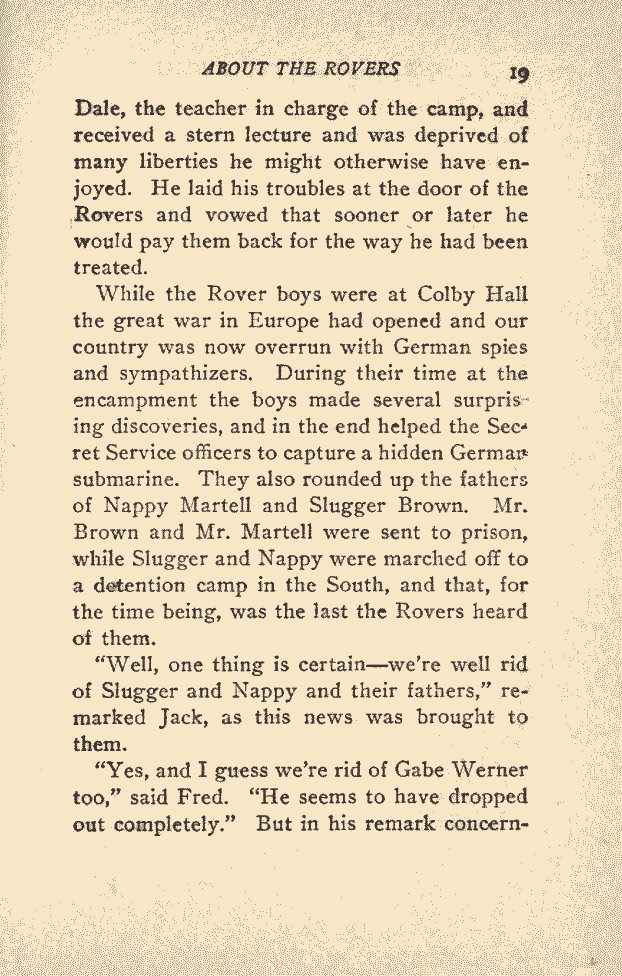 ABOUT THE ROVERS 19
Dale, the teacher in charge of the camp, and
received a stern lecture and was deprived of
many liberties he might otherwise have en-
joyed. He laid his troubles at the door of the
Rovers and vowed that sooner or later he
would pay them back for the way he had been
treated.
While the Rover boys were at Colby Hall
the great war in Europe had opened and our
country was now overrun with German spies
and sympathizers. During their time at the
encampment the boys made several surpris-
ing discoveries, and in the end helped the Sec-
ret Service officers to capture a hidden German
submarine. They also rounded up the fathers
of Nappy Martell and Slugger Brown. Mr.
Brown and Mr. Martell were sent to prison,
while Slugger and Nappy were marched off to
a detention camp in the South, and that, for
the time being, was the last the Rovers heard
of them.
"Well, one thing is certain—we're well rid
of Slugger and Nappy and their fathers," re-
marked Jack, as this news was brought to
them.
"Yes, and I guess we're rid of Gabe Werner
too," said Fred. "He seems to have dropped
out completely." But in his remark concern-